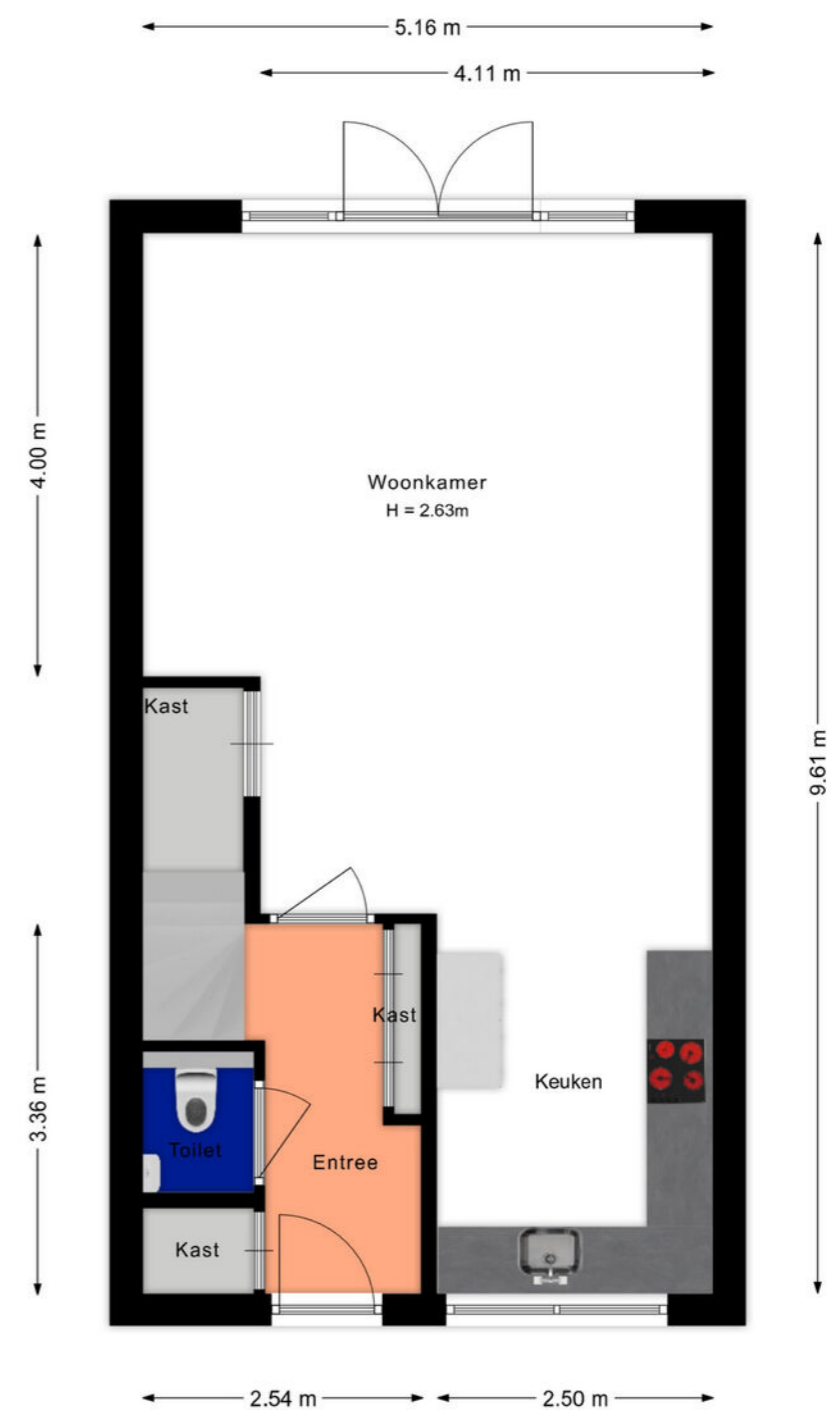 5.16 m
4.11 m
4.00 m
Woonkamer
H = 2.63m
Kast
9.61 m
Kast
Keuken
3.36 m
Toilet
Entree
Kast
2.54 m
2.50 m